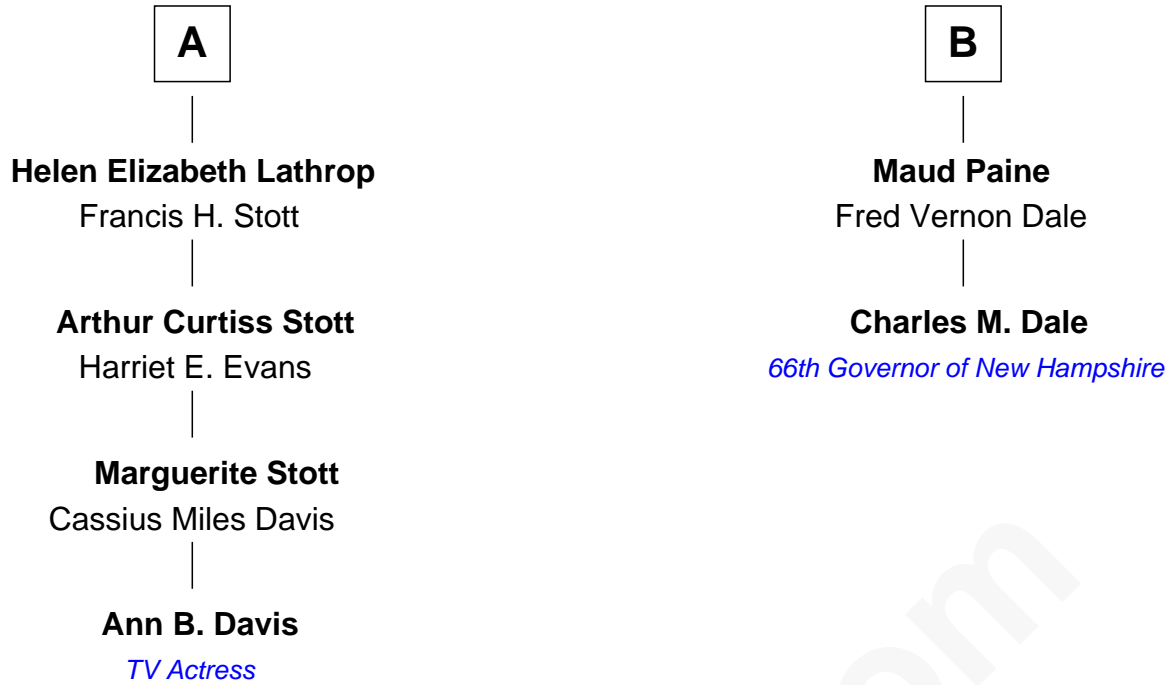 A
Helen Elizabeth Lathrop
Francis H. Stott
Arthur Curtiss Stott
Harriet E. Evans
Marguerite Stott
Cassius Miles Davis
Ann B. Davis
TV Actress
B
Maud Paine
Fred Vernon Dale
Charles M. Dale
66th Governor of New Hampshire
om